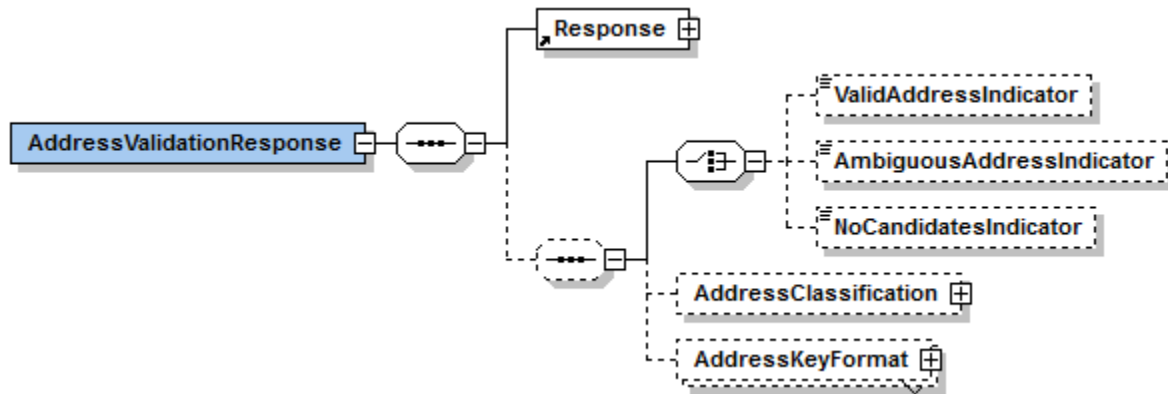 Response
ValidAddressIndicator
AddressValidationResponse
AmbiguousAddressIndicator
NoCandidatesIndicator
AddressClassification
AddressKeyFormat